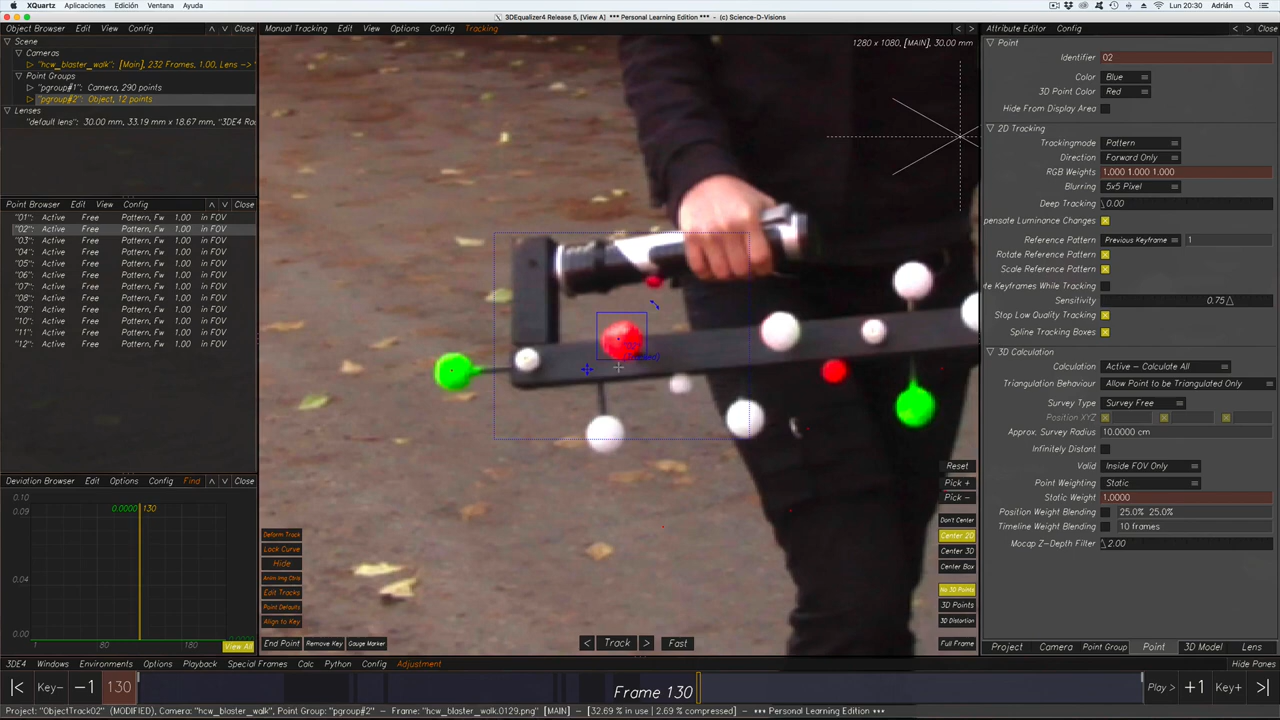 XQuartz Applications Edición Ventana Ayuda Lun 20:30 Adrián
3DEqualizer4 Release 5, [View A] *** Personal Learning Edition *** - (c) Science-D-Visions
Object Browser Edit View Config Close
Scene
Cameras
"hcw_blaster_walk": [Main], 232 Frames, 1.00, Lens ->
Point Groups
"pgroup#1": Camera, 290 points
"pgroup#2": Object, 12 points
Lenses
"default lens": 30.00 mm, 33.19 mm x 18.67 mm, "3DE4 Ra
Point Browser Edit View Config Close
"01": Active Free Pattern, Fw 1.00 in FOV
"02": Active Free Pattern, Fw 1.00 in FOV
"03": Active Free Pattern, Fw 1.00 in FOV
"04": Active Free Pattern, Fw 1.00 in FOV
"05": Active Free Pattern, Fw 1.00 in FOV
"06": Active Free Pattern, Fw 1.00 in FOV
"07": Active Free Pattern, Fw 1.00 in FOV
"08": Active Free Pattern, Fw 1.00 in FOV
"09": Active Free Pattern, Fw 1.00 in FOV
"10": Active Free Pattern, Fw 1.00 in FOV
"11": Active Free Pattern, Fw 1.00 in FOV
"12": Active Free Pattern, Fw 1.00 in FOV
Deviation Browser Edit Options Config Find Close
0.10 0.0000 130
0.09
0.04
0.00
1 80 180
View All
Manual Tracking Edit View Options Config Tracking < >
1280 x 1080, [MAIN], 30.00 mm
Deform Track
Lock Curve
Hide
Anim Img Ctrls
Edit Tracks
Point Defaults
Align to Key
End Point Remove Key Gauge Marker < Track > Fast
Reset
Pick +
Pick -
Don't Center
Center 2D
Center 3D
Center Box
No 3D Points
3D Points
3D Distortion
Full Frame
Attribute Editor Config Close
Point
Identifier 02
Color Blue
3D Point Color Red
Hide From Display Area
2D Tracking
Trackingmode Pattern
Direction Forward Only
RGB Weights 1.000 1.000 1.000
Blurring 5x5 Pixel
Deep Tracking 0.00
pensate Luminance Changes
Reference Pattern Previous Keyframe 1
Rotate Reference Pattern
Scale Reference Pattern
te Keyframes While Tracking
Sensitivity 0.75
Stop Low Quality Tracking
Spline Tracking Boxes
3D Calculation
Calculation Active - Calculate All
Triangulation Behaviour Allow Point to be Triangulated Only
Survey Type Survey Free
Position XYZ
Approx. Survey Radius 10.0000 cm
Infinitely Distant
Valid Inside FOV Only
Point Weighting Static
Static Weight 1.0000
Position Weight Blending 25.0% 25.0%
Timeline Weight Blending 10 frames
Mocap Z-Depth Filter 2.00
Project Camera Point Group Point 3D Model Lens
3DE4 Windows Environments Options Playback Special Frames Calc Python Config Adjustment Hide Panes
|< Key- -1 130 Frame 130 Play > +1 Key+ >|
Project: "ObjectTrack02" (MODIFIED), Camera: "hcw_blaster_walk", Point Group: "pgroup#2" - Frame: "hcw_blaster_walk.0129.png" [MAIN] - [32.69 % in use | 2.69 % compressed] - *** Personal Learning Edition ***